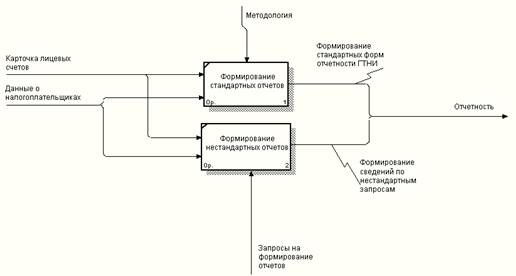 Методология
Карточка лицевых
счетов
Данные о
налогоплательщиках
Формирование
стандартных отчетов
0р.
1
Формирование
стандартных форм
отчетности ГТНИ
Отчетность
Формирование
нестандартных отчетов
0р.
2
Формирование
сведений по
нестандартным
запросам
Запросы на
формирование
отчетов